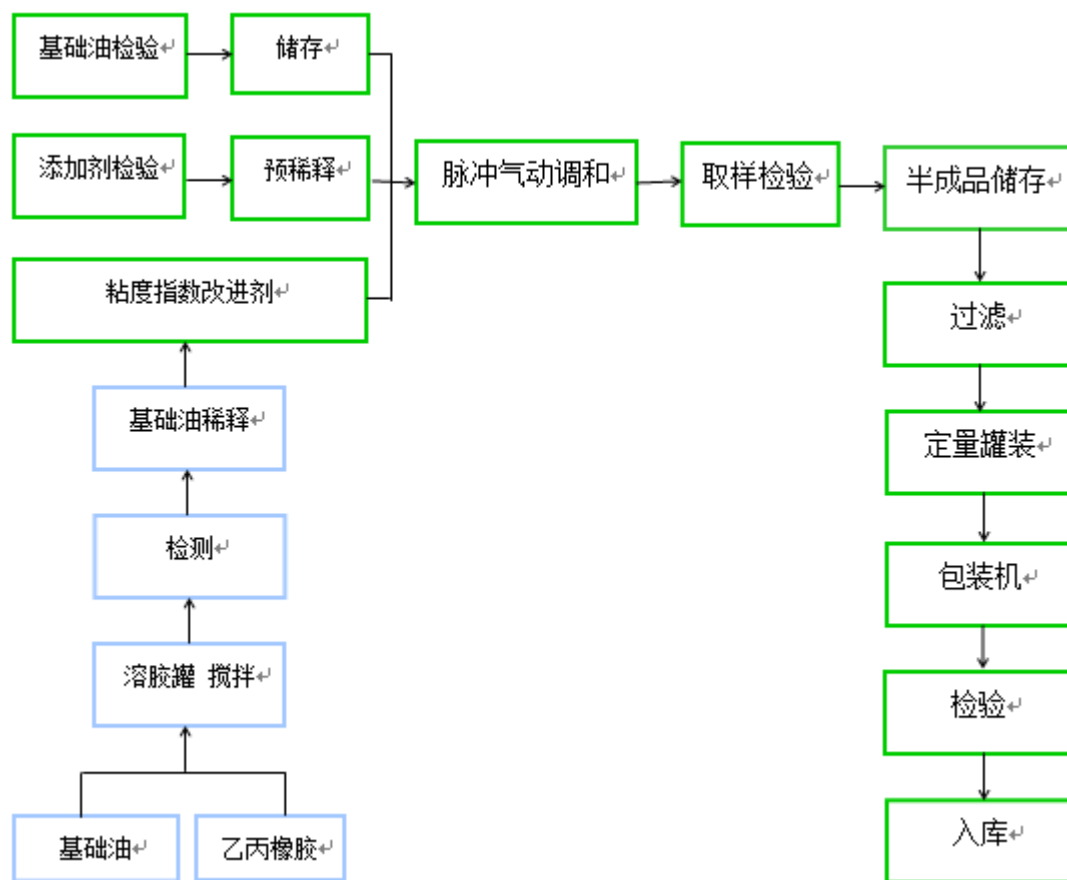 基础油检验
储存
添加剂检验
预稀释
脉冲气动调和
取样检验
半成品储存
粘度指数改进剂
过滤
基础油稀释
定量罐装
检测
包装机
溶胶罐 搅拌
检验
基础油
乙丙橡胶
入库